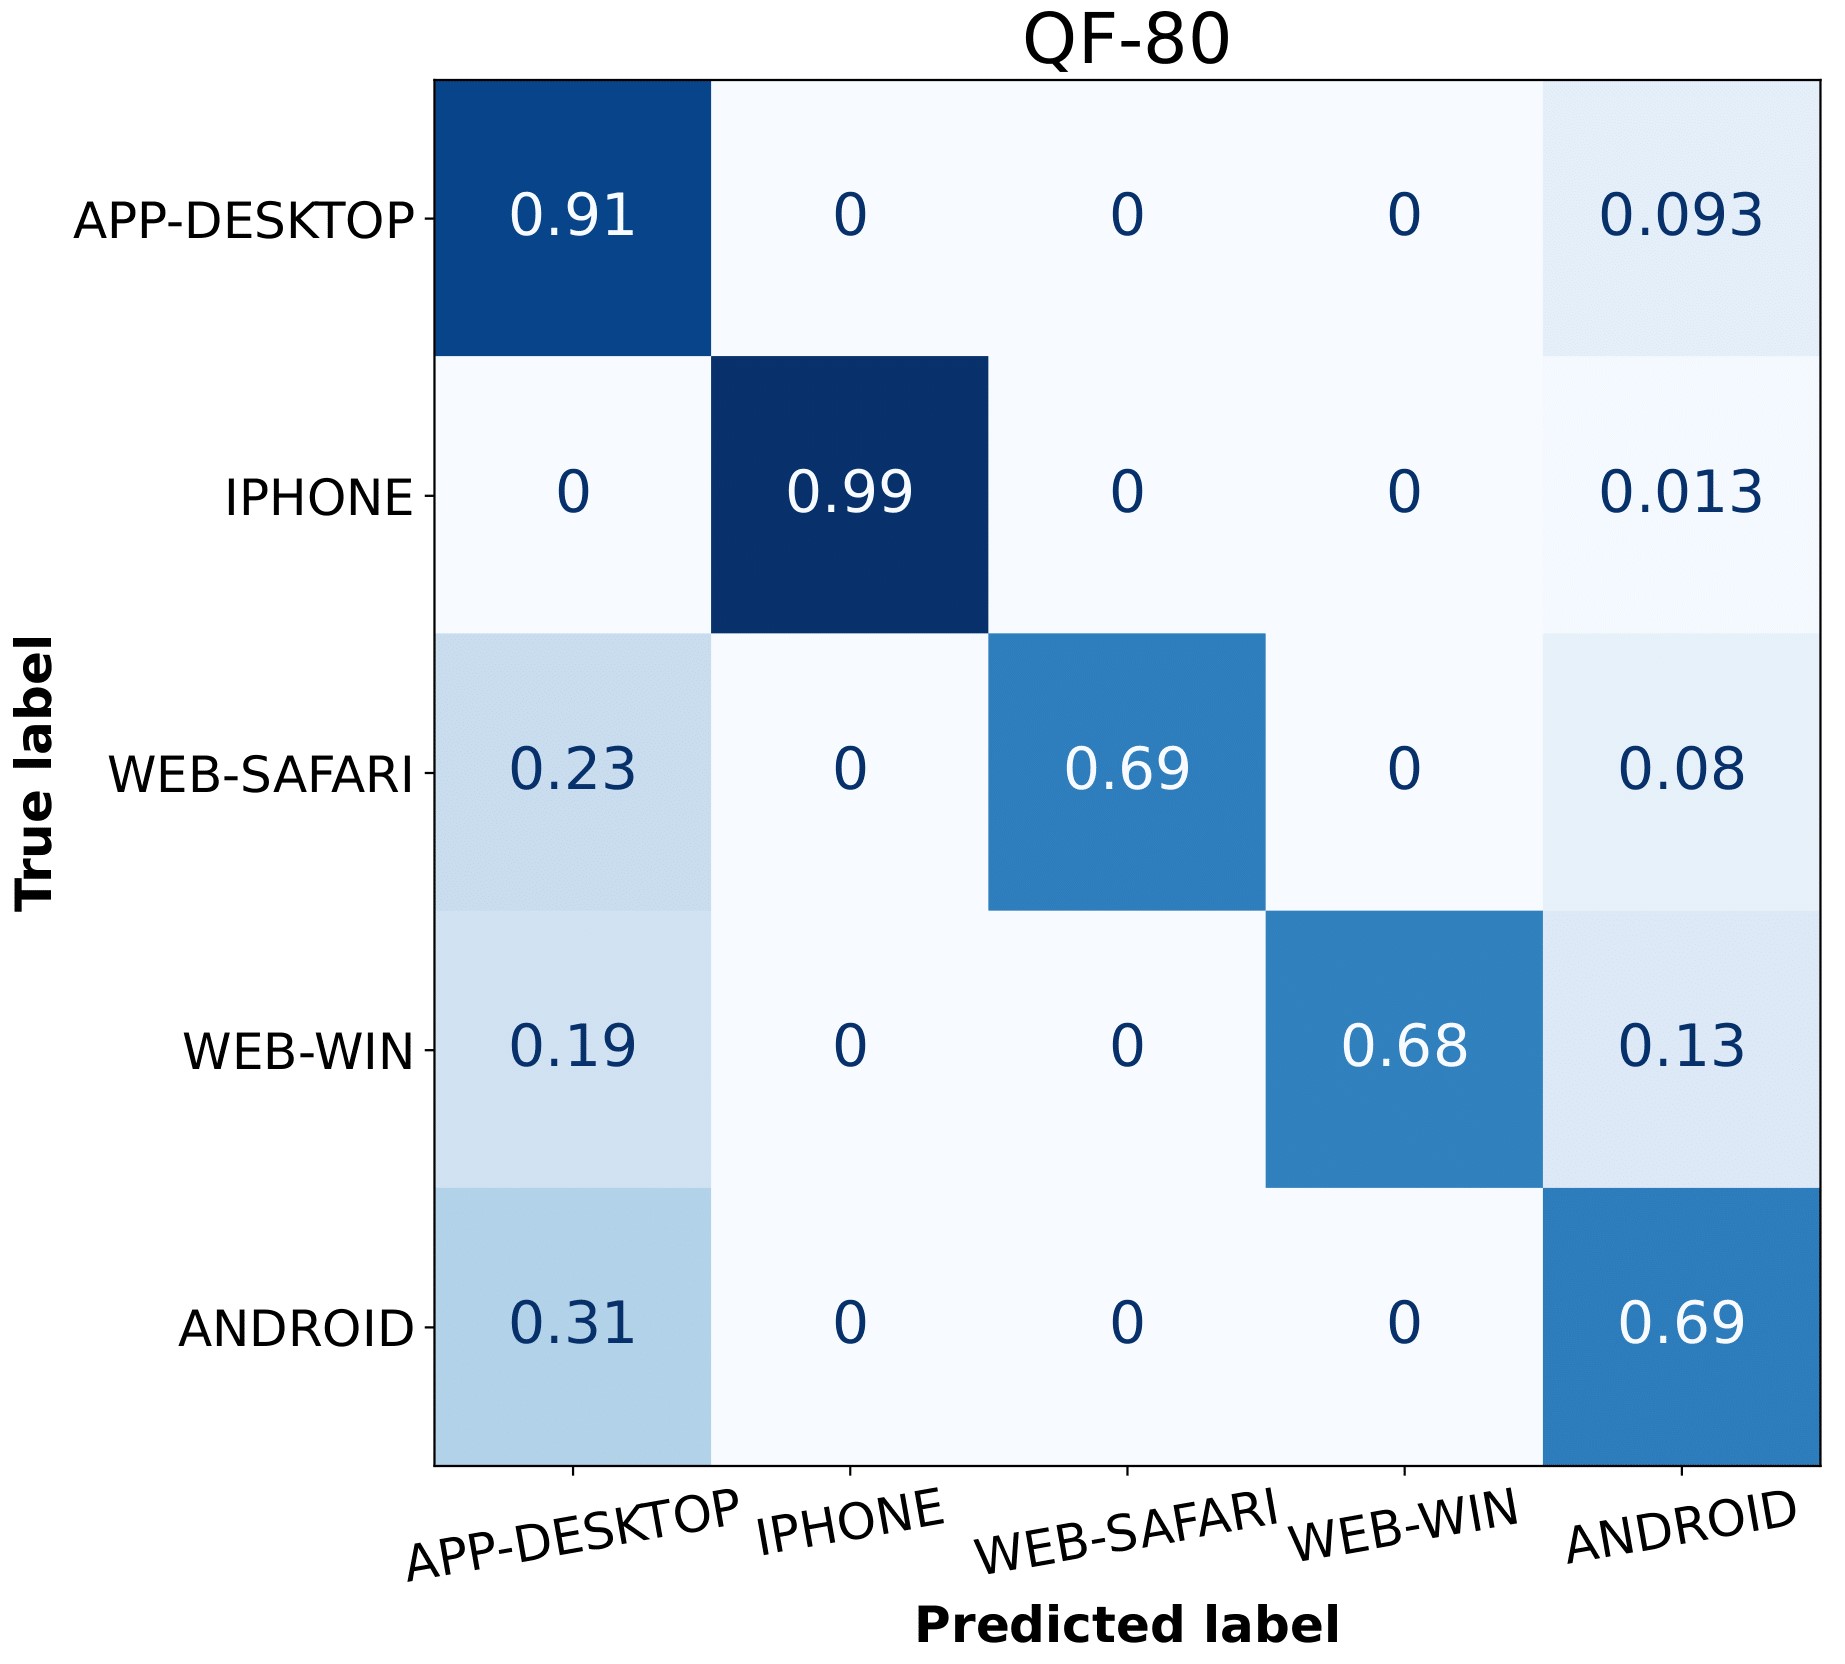 QF-80
APP-DESKTOP 0.91 0 0 0 0.093
IPHONE 0 0.99 0 0 0.013
WEB-SAFARI 0.23 0 0.69 0 0.08
WEB-WIN 0.19 0 0 0.68 0.13
ANDROID 0.31 0 0 0 0.69
True label
APP-DESKTOP IPHONE WEB-SAFARI WEB-WIN ANDROID
Predicted label